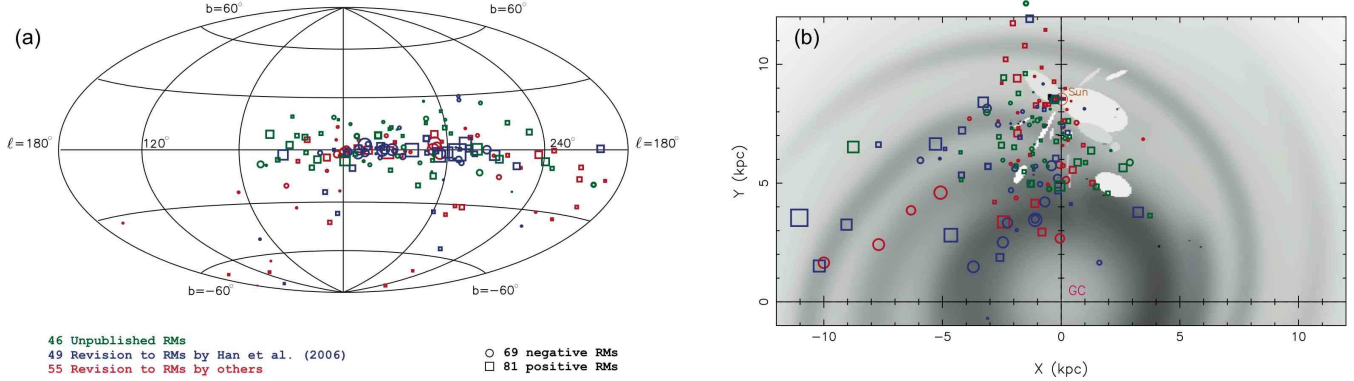 (a)
b=60°
b=60°
ℓ=180°
120°
240°
ℓ=180°
b=−60°
b=−60°
46 Unpublished RMs
49 Revision to RMs by Han et al. (2006)
55 Revision to RMs by others
69 negative RMs
81 positive RMs
(b)
Sun
GC
Y (kpc)
10
5
0
−10
−5
0
5
10
X (kpc)